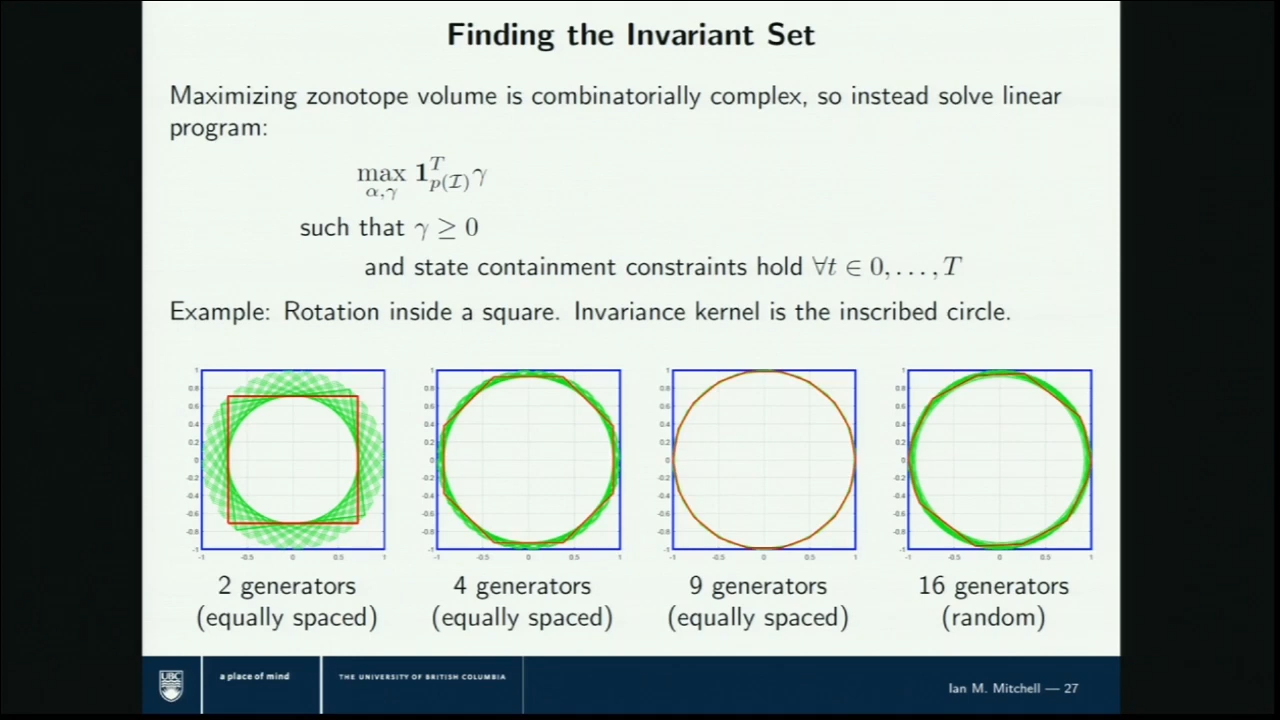 Finding the Invariant Set
Maximizing zonotope volume is combinatorially complex, so instead solve linear
program:
max 1^T_{p(I)} γ
α,γ
such that γ ≥ 0
and state containment constraints hold ∀t ∈ 0, . . . , T
Example: Rotation inside a square. Invariance kernel is the inscribed circle.
2 generators
(equally spaced)
4 generators
(equally spaced)
9 generators
(equally spaced)
16 generators
(random)
UBC
a place of mind
THE UNIVERSITY OF BRITISH COLUMBIA
Ian M. Mitchell — 27